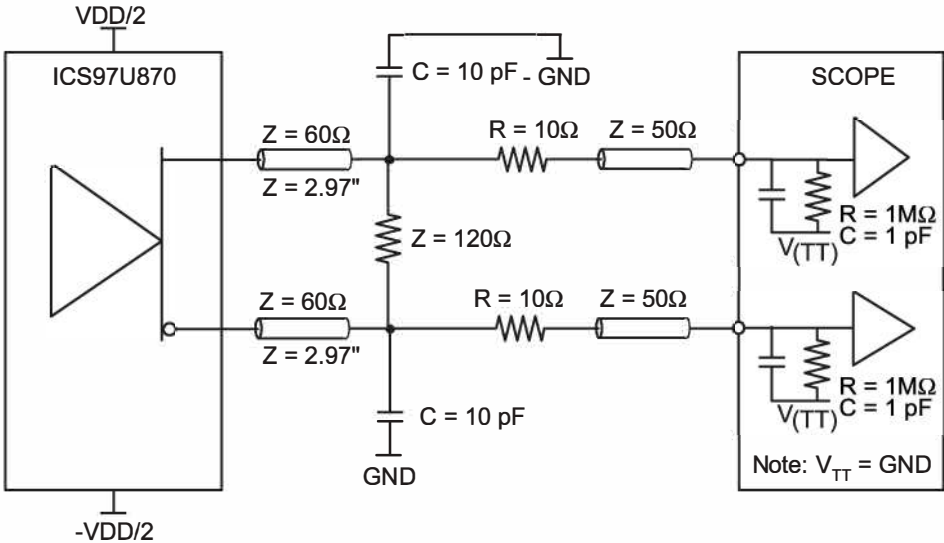 VDD/2
ICS97U870
C = 10 pF
- GND
SCOPE
Z = 60Ω
R = 10Ω
Z = 50Ω
Z = 2.97"
R = 1MΩ
C = 1 pF
V(TT)
Z = 120Ω
Z = 60Ω
R = 10Ω
Z = 50Ω
Z = 2.97"
R = 1MΩ
C = 1 pF
V(TT)
C = 10 pF
GND
Note: VTT = GND
-VDD/2